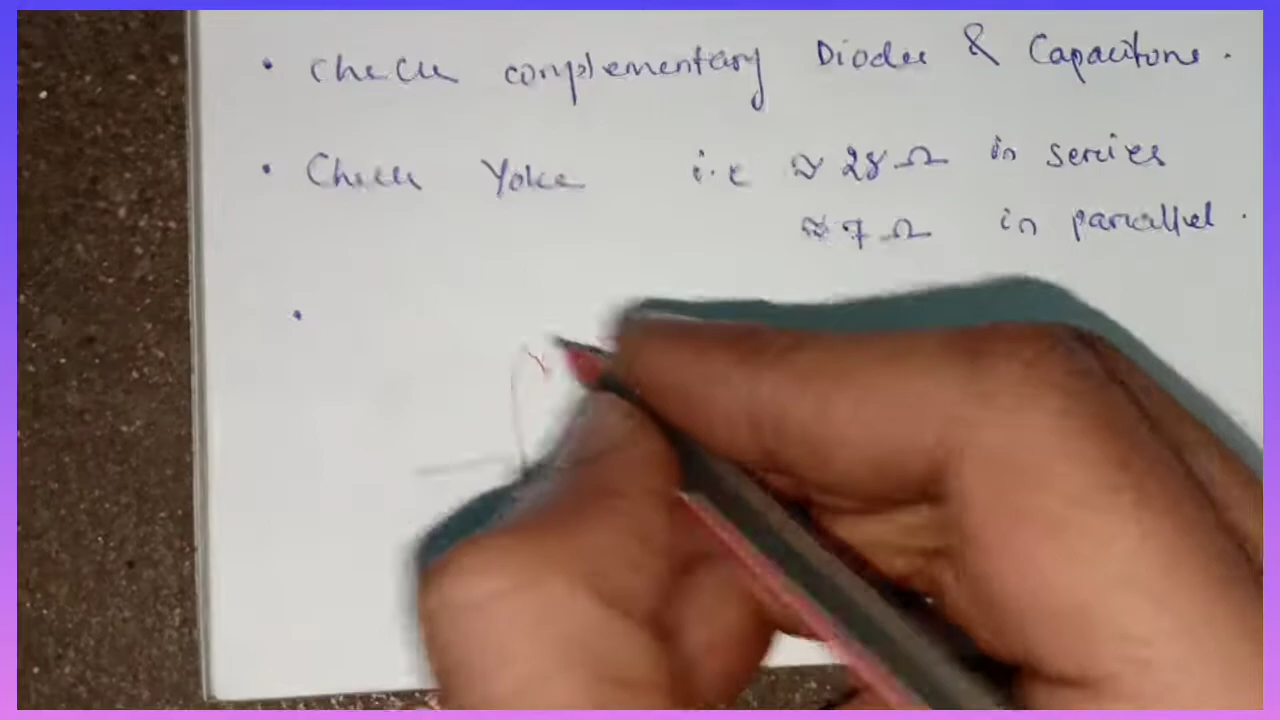 • Check complementary Diodes & Capacitors.
• Check Yoke i.e ≈ 28 Ω in series
≈ 7 Ω in parallel.
•